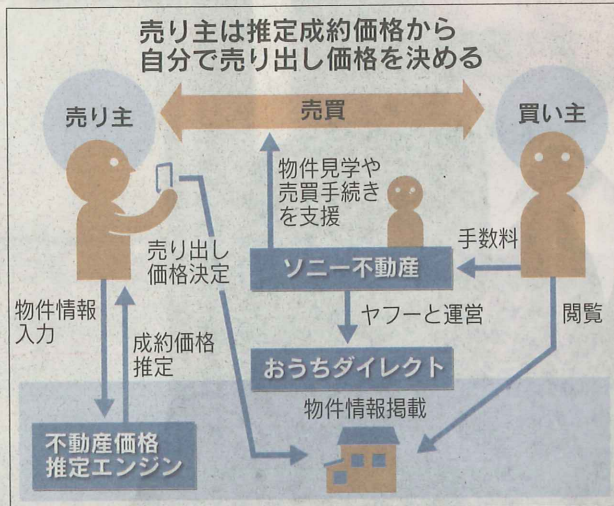 売り主は推定成約価格から
自分で売り出し価格を決める
売り主
売買
買い主
物件見学や
売買手続き
を支援
売り出し
価格決定
ソニー不動産
手数料
物件情報
入力
成約価格
推定
ヤフーと運営
閲覧
おうちダイレクト
物件情報掲載
不動産価格
推定エンジン